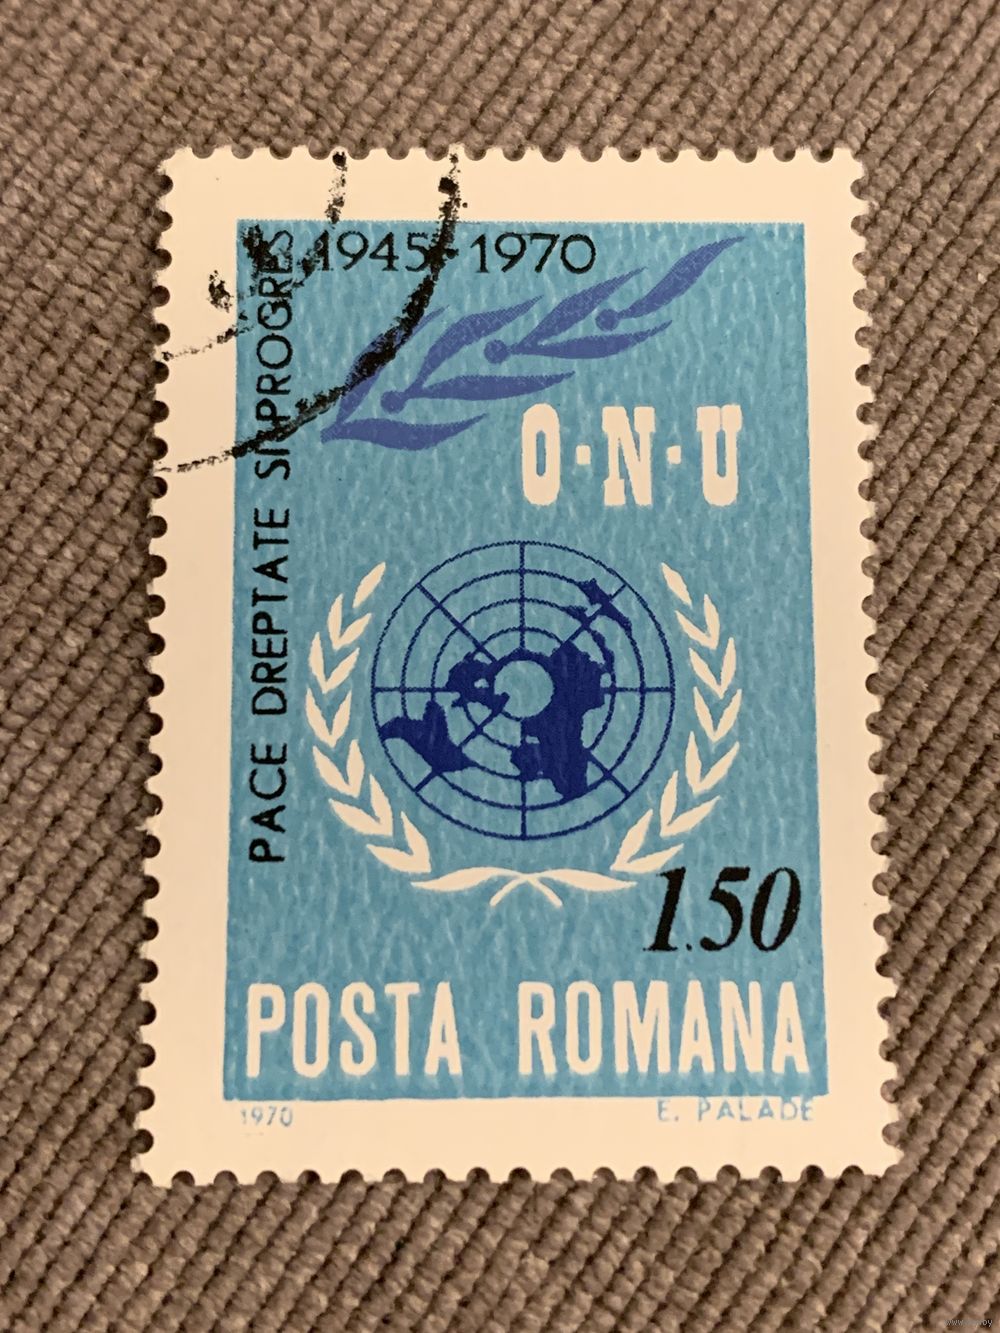 1945-1970
PACE DREPTATE SI PROGRES
O·N·U
1.50
POSTA ROMANA
1970
E. PALADE